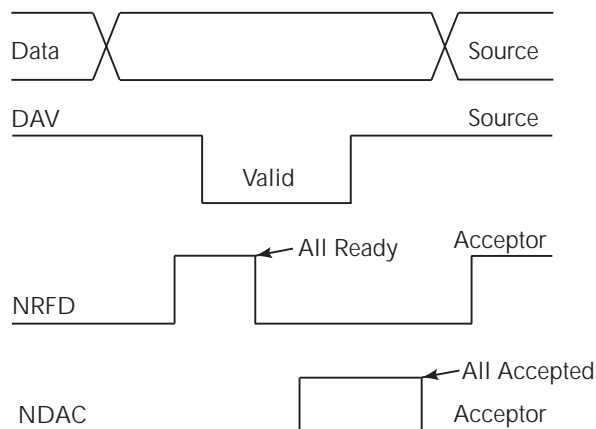 Data Source
DAV Source
Valid
All Ready Acceptor
NRFD
All Accepted
NDAC Acceptor